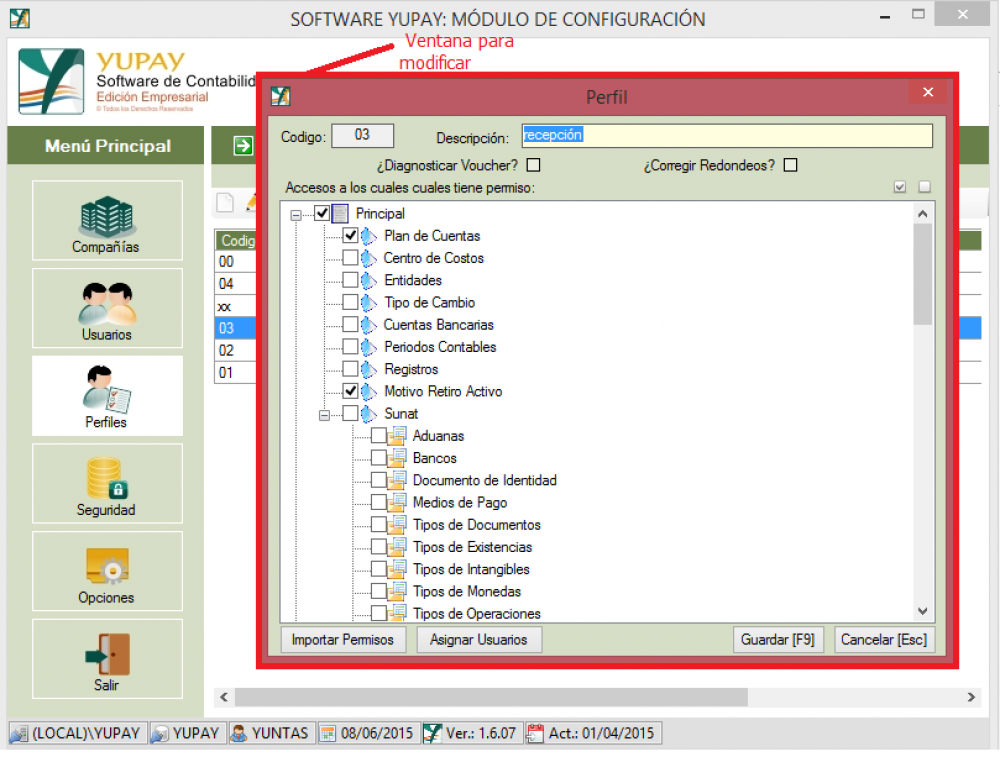 SOFTWARE YUPAY: MÓDULO DE CONFIGURACIÓN
Ventana para
modificar
YUPAY
Software de Contabilid
Edición Empresarial
© Todos los Derechos Reservados
Menú Principal
Compañías
Usuarios
Perfiles
Seguridad
Opciones
Salir
Codig
00
04
xx
03
02
01
Perfil
Codigo: 03 Descripción: recepción
¿Diagnosticar Voucher? ¿Corregir Redondeos?
Accesos a los cuales cuales tiene permiso:
Principal
Plan de Cuentas
Centro de Costos
Entidades
Tipo de Cambio
Cuentas Bancarias
Periodos Contables
Registros
Motivo Retiro Activo
Sunat
Aduanas
Bancos
Documento de Identidad
Medios de Pago
Tipos de Documentos
Tipos de Existencias
Tipos de Intangibles
Tipos de Monedas
Tipos de Operaciones
Importar Permisos Asignar Usuarios Guardar [F9] Cancelar [Esc]
(LOCAL)\YUPAY YUPAY YUNTAS 08/06/2015 Ver.: 1.6.07 Act.: 01/04/2015